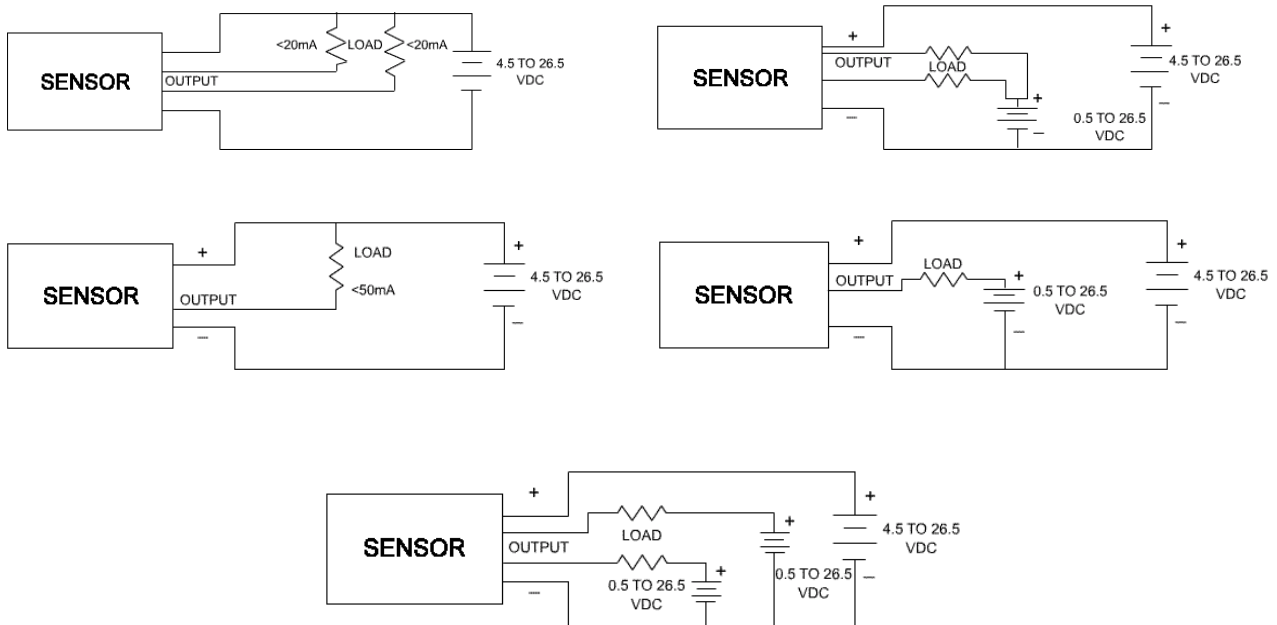 <20mA LOAD <20mA
SENSOR
OUTPUT
4.5 TO 26.5
VDC
+
OUTPUT
LOAD
SENSOR
—
+
—
0.5 TO 26.5
VDC
+
4.5 TO 26.5
VDC
—
+
LOAD
SENSOR
<50mA
OUTPUT
—
+
4.5 TO 26.5
VDC
—
+
LOAD
SENSOR
OUTPUT
—
+
0.5 TO 26.5
VDC
—
+
4.5 TO 26.5
VDC
—
+
SENSOR
OUTPUT
LOAD
—
+
0.5 TO 26.5
VDC
+
0.5 TO 26.5
VDC
+
4.5 TO 26.5
VDC
—